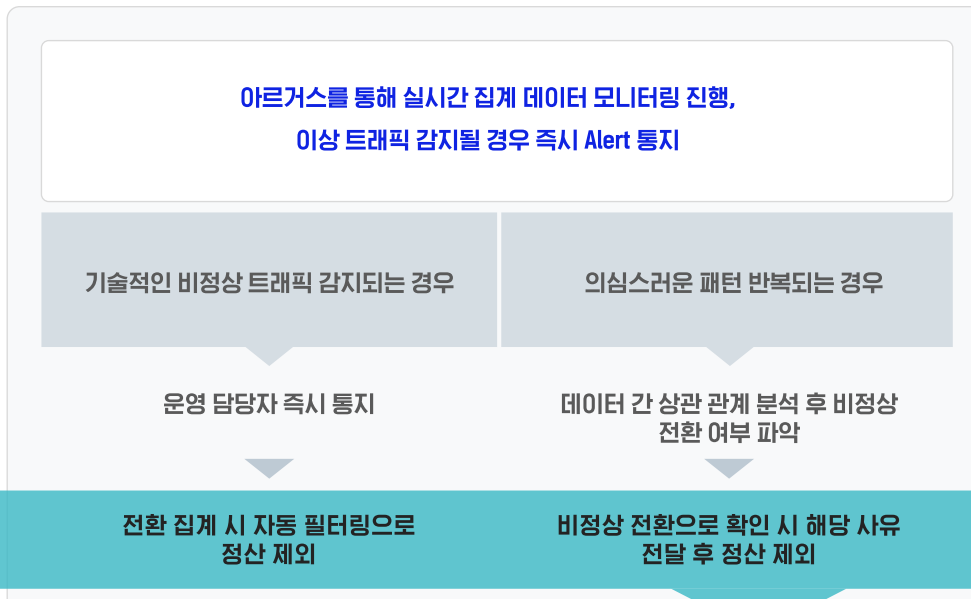 아르거스를 통해 실시간 집계 데이터 모니터링 진행,
이상 트래픽 감지될 경우 즉시 Alert 통지
기술적인 비정상 트래픽 감지되는 경우
의심스러운 패턴 반복되는 경우
운영 담당자 즉시 통지
데이터 간 상관 관계 분석 후 비정상
전환 여부 파악
전환 집계 시 자동 필터링으로
정산 제외
비정상 전환으로 확인 시 해당 사유
전달 후 정산 제외